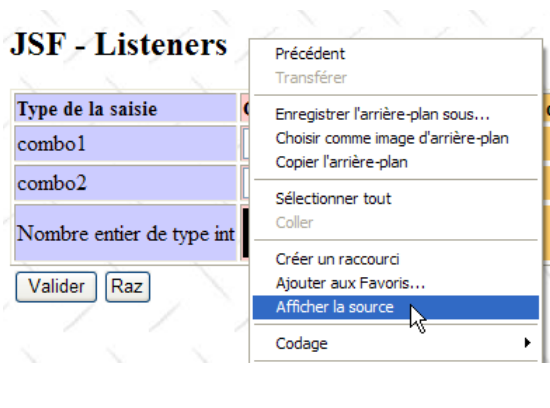 JSF - Listeners
Type de la saisie
combo1
combo2
Nombre entier de type int
Valider
Raz
Précédent
Transférer
Enregistrer l'arrière-plan sous...
Choisir comme image d'arrière-plan
Copier l'arrière-plan
Sélectionner tout
Coller
Créer un raccourci
Ajouter aux Favoris...
Afficher la source
Codage